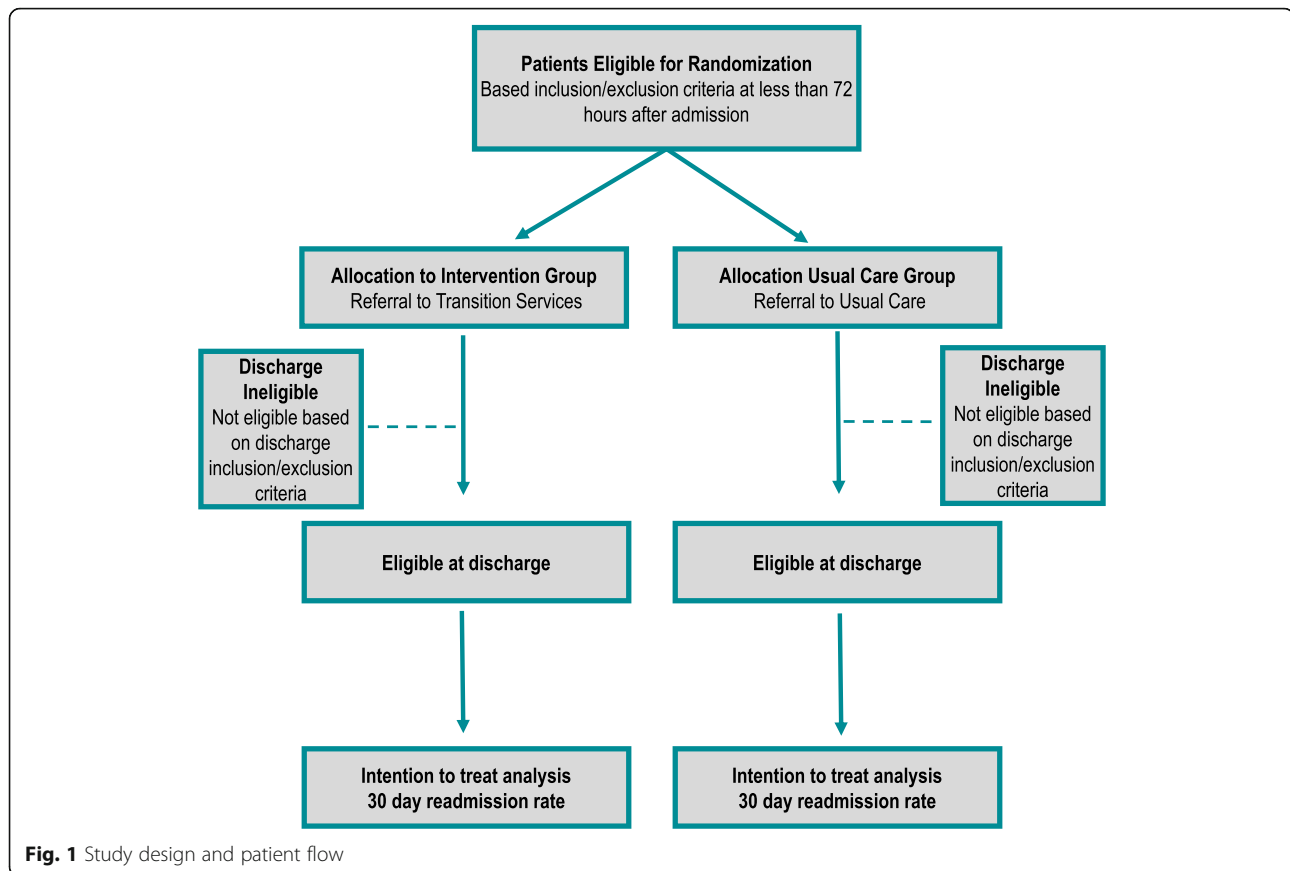 Patients Eligible for Randomization
Based inclusion/exclusion criteria at less than 72
hours after admission
Allocation to Intervention Group
Referral to Transition Services
Allocation Usual Care Group
Referral to Usual Care
Discharge
Ineligible
Not eligible based
on discharge
inclusion/exclusion
criteria
Discharge
Ineligible
Not eligible based
on discharge
inclusion/exclusion
criteria
Eligible at discharge
Eligible at discharge
Intention to treat analysis
30 day readmission rate
Intention to treat analysis
30 day readmission rate
Fig. 1 Study design and patient flow